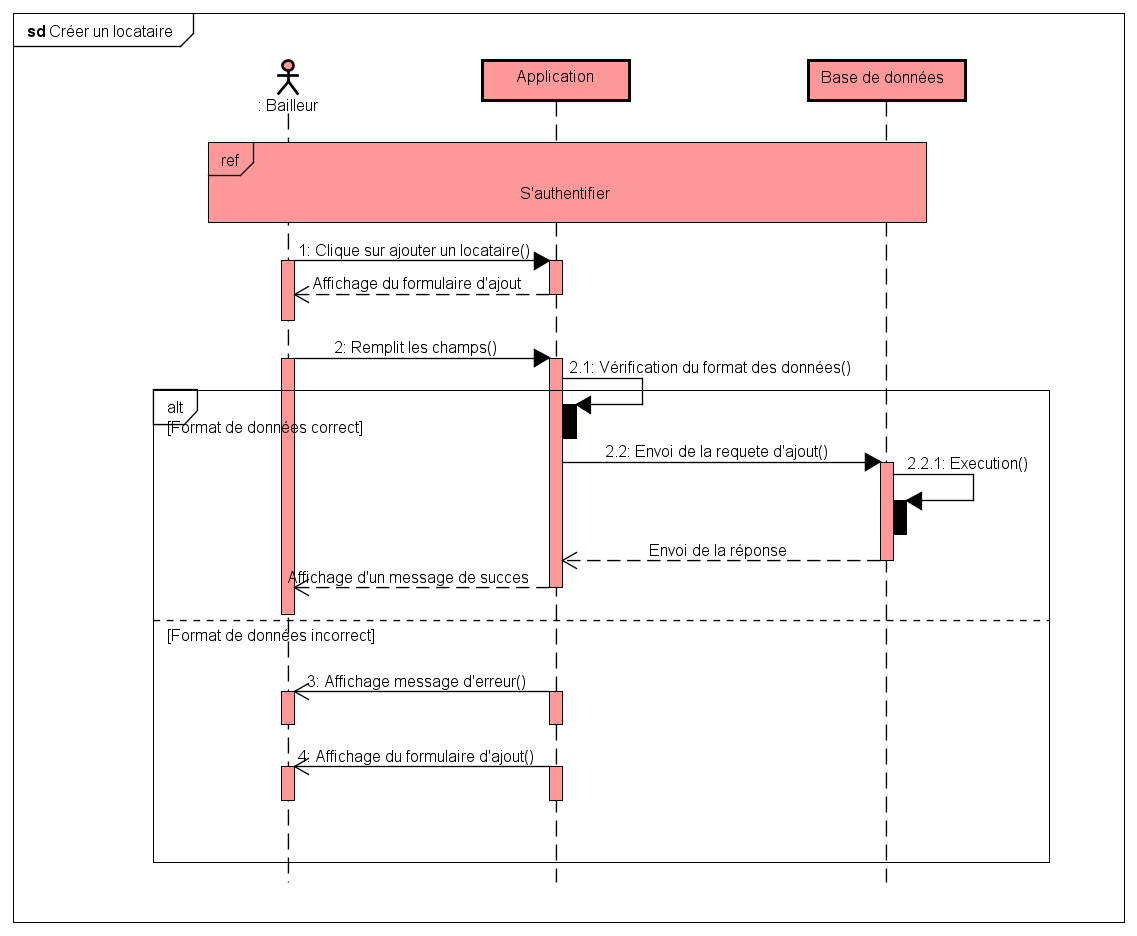 sd Créer un locataire
: Bailleur
Application
Base de données
ref
S'authentifier
1: Clique sur ajouter un locataire()
Affichage du formulaire d'ajout
2: Remplit les champs()
2.1: Vérification du format des données()
alt
[Format de données correct]
2.2: Envoi de la requete d'ajout()
2.2.1: Execution()
Envoi de la réponse
Affichage d'un message de succes
[Format de données incorrect]
3: Affichage message d'erreur()
4: Affichage du formulaire d'ajout()